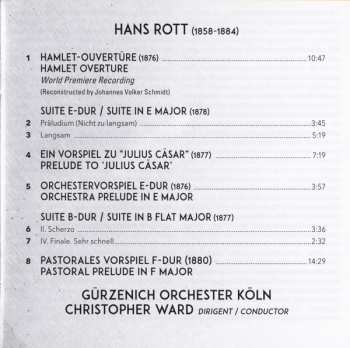 HANS ROTT (1858-1884)
1 HAMLET-OUVERTÜRE (1876) 10:47
HAMLET OVERTURE
World Premiere Recording
(Reconstructed by Johannes Volker Schmidt)
SUITE E-DUR / SUITE IN E MAJOR (1878)
2 Präludium (Nicht zu langsam) 3:45
3 Langsam 5:19
4 EIN VORSPIEL ZU "JULIUS CÄSAR" (1877) 7:19
PRELUDE TO 'JULIUS CÄSAR'
5 ORCHESTERVORSPIEL E-DUR (1876) 3:57
ORCHESTRA PRELUDE IN E MAJOR
SUITE B-DUR / SUITE IN B FLAT MAJOR (1877)
6 II. Scherzo 3:36
7 IV. Finale. Sehr schnell 2:32
8 PASTORALES VORSPIEL F-DUR (1880) 14:29
PASTORAL PRELUDE IN F MAJOR
GÜRZENICH ORCHESTER KÖLN
CHRISTOPHER WARD DIRIGENT / CONDUCTOR